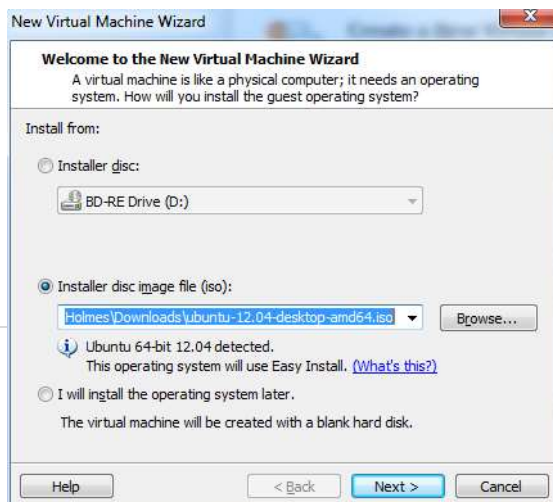 New Virtual Machine Wizard
Welcome to the New Virtual Machine Wizard
A virtual machine is like a physical computer; it needs an operating
system. How will you install the guest operating system?
Install from:
Installer disc:
BD-RE Drive (D:)
Installer disc image file (iso):
Holmes\Downloads\ubuntu-12.04-desktop-amd64.iso
Browse...
Ubuntu 64-bit 12.04 detected.
This operating system will use Easy Install. (What's this?)
I will install the operating system later.
The virtual machine will be created with a blank hard disk.
Help
< Back
Next >
Cancel